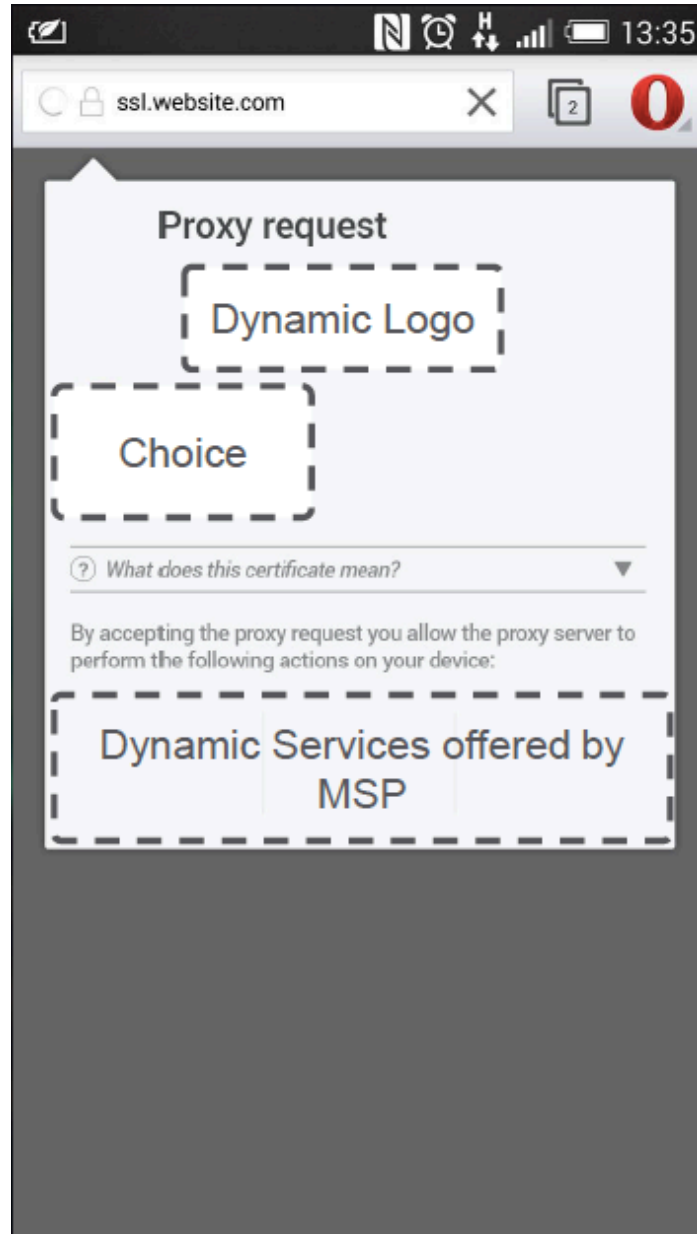 H
13:35
ssl.website.com
2
Proxy request
Dynamic Logo
Choice
? What does this certificate mean?
By accepting the proxy request you allow the proxy server to
perform the following actions on your device:
Dynamic Services offered by
MSP